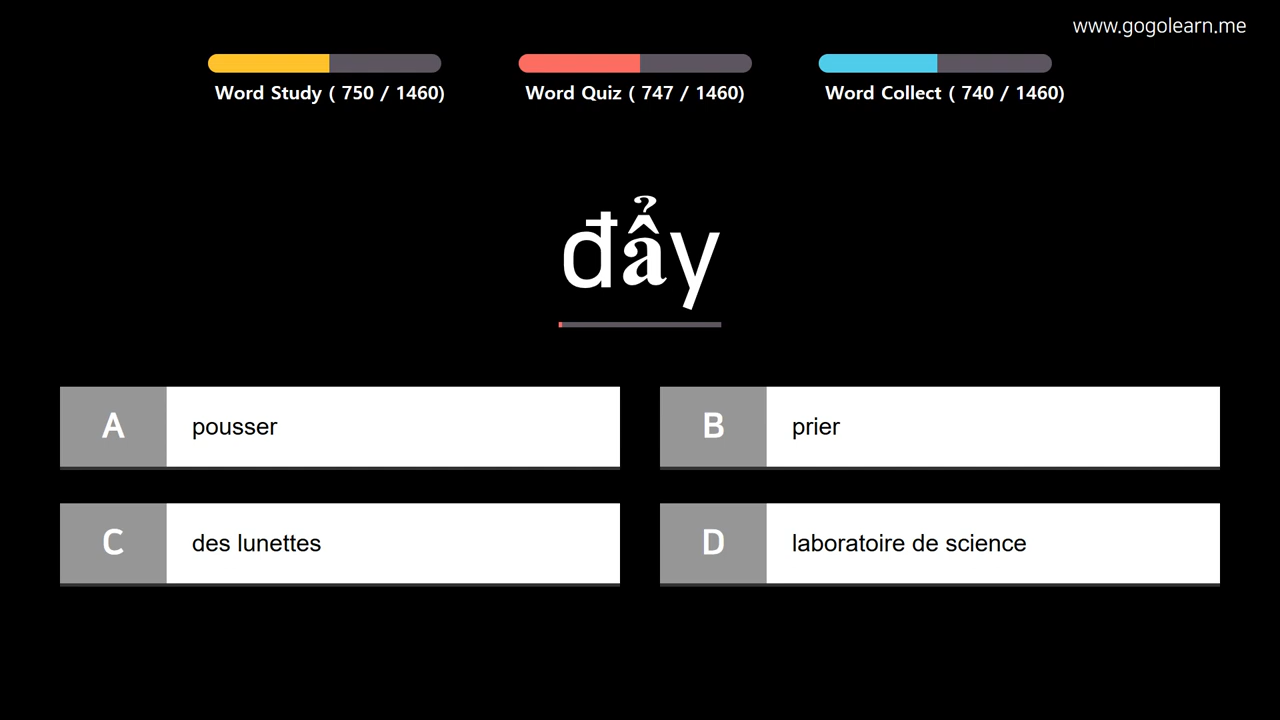 www.gogolearn.me
Word Study ( 750 / 1460)
Word Quiz ( 747 / 1460)
Word Collect ( 740 / 1460)
đẩy
A pousser
B prier
C des lunettes
D laboratoire de science